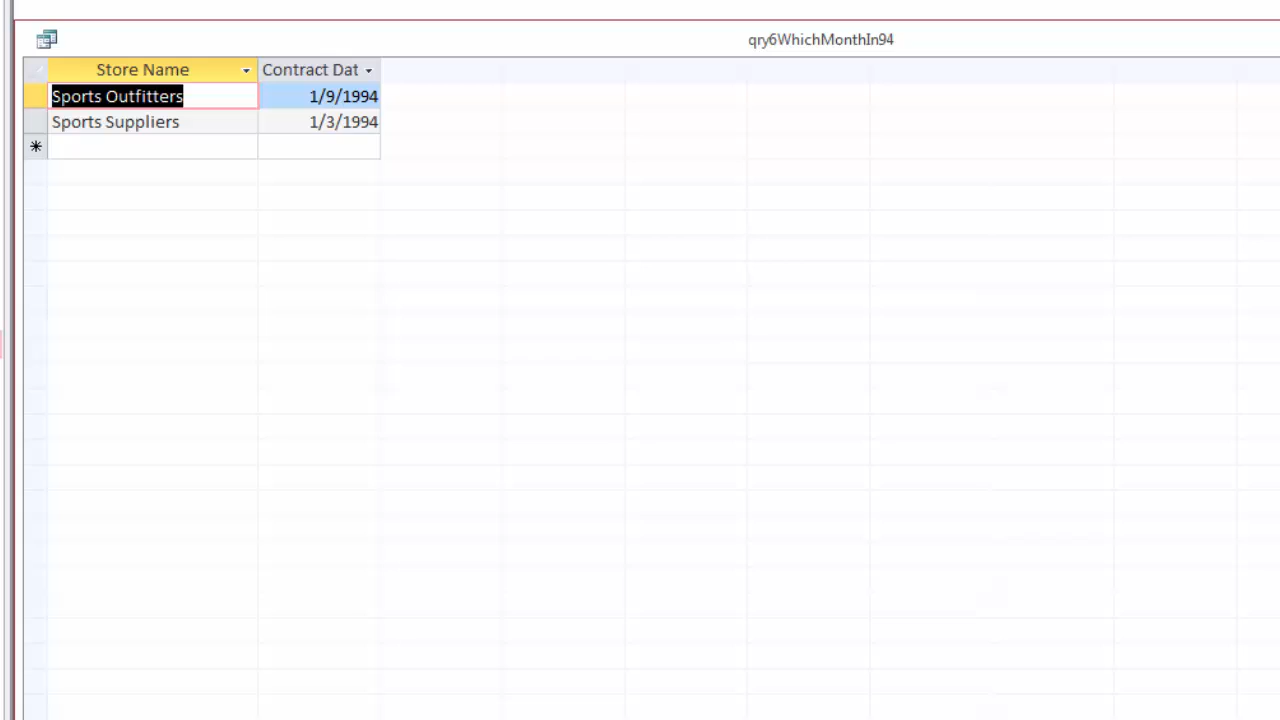 qry6WhichMonthIn94
Store Name Contract Dat
Sports Outfitters 1/9/1994
Sports Suppliers 1/3/1994